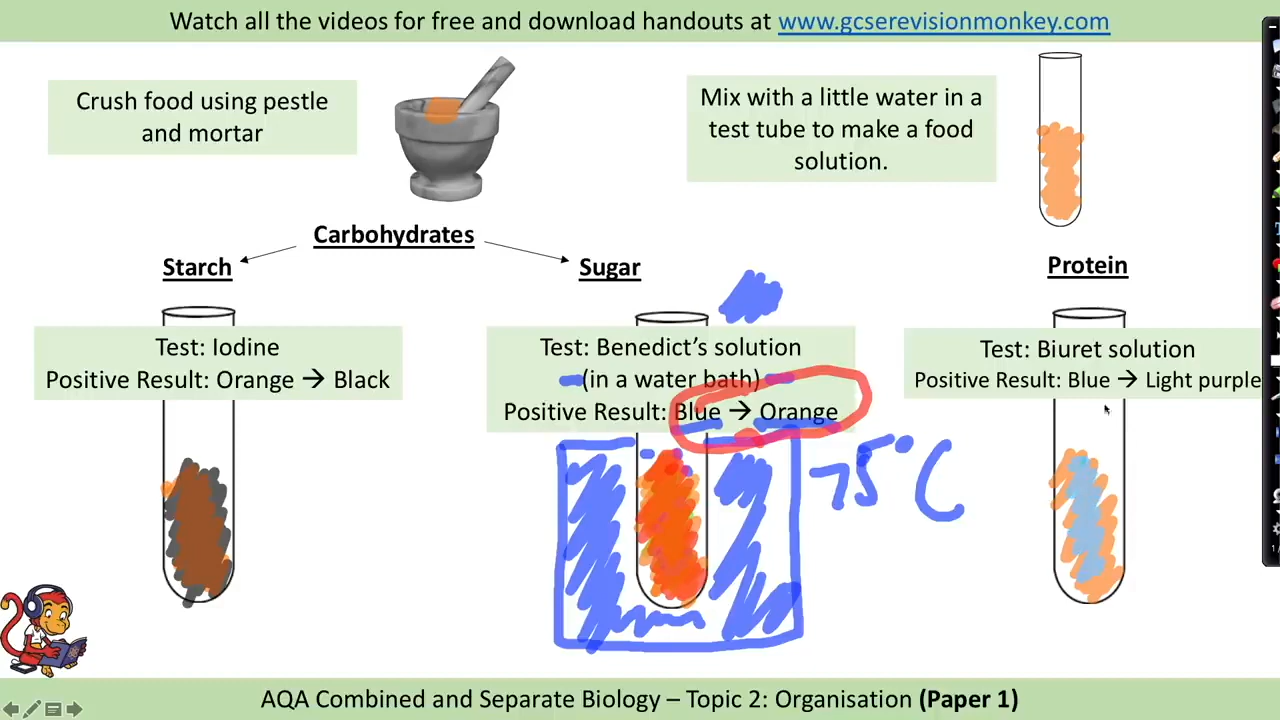 Watch all the videos for free and download handouts at www.gcserevisionmonkey.com
Crush food using pestle
and mortar
Mix with a little water in a
test tube to make a food
solution.
Carbohydrates
Starch
Sugar
Protein
Test: Iodine
Positive Result: Orange → Black
Test: Benedict's solution
(in a water bath)
Positive Result: Blue → Orange
Test: Biuret solution
Positive Result: Blue → Light purple
75°C
AQA Combined and Separate Biology – Topic 2: Organisation (Paper 1)